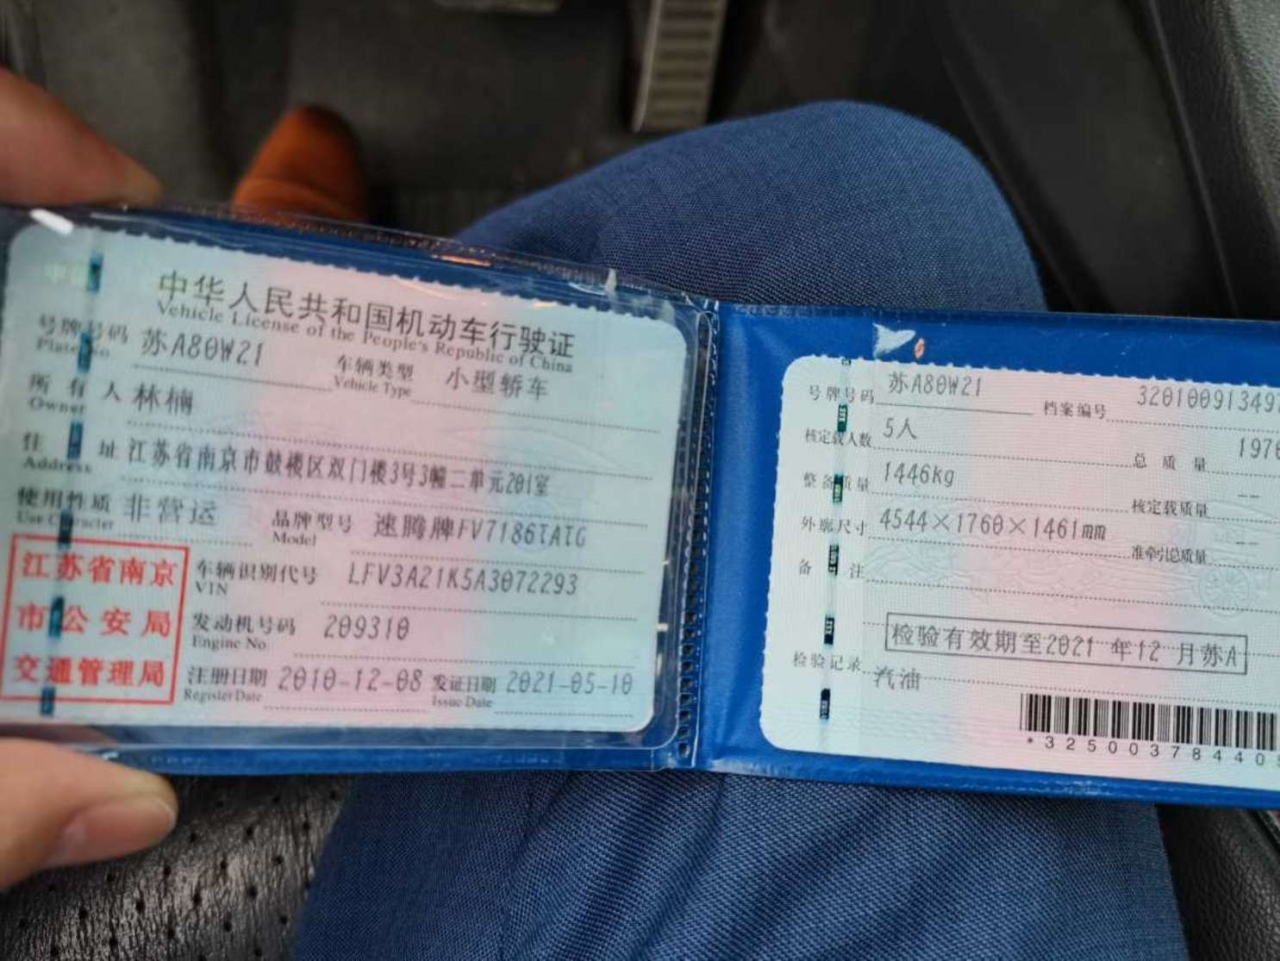 中华人民共和国机动车行驶证
Vehicle License of the People's Republic of China
号牌号码 苏A80W21 车辆类型 小型轿车
Plate No Vehicle Type
所有人 林楠
Owner
住址 江苏省南京市鼓楼区双门楼3号3幢二单元201室
Address
使用性质 非营运 品牌型号 速腾牌FV7186TATG
Use Character Model
江苏省南京
市公安局
交通管理局
车辆识别代号 LFV3A21K5A3072293
VIN
发动机号码 209310
Engine No
注册日期 2010-12-08 发证日期 2021-05-10
Register Date Issue Date
号牌号码 苏A80W21 档案编号 320100913497
核定载人数 5人 总质量 1970
整备质量 1446kg 核定载质量 --
外廓尺寸 4544×1760×1461mm 准牵引总质量 --
备注
检验有效期至2021年12月苏A
检验记录
汽油
*325003784405